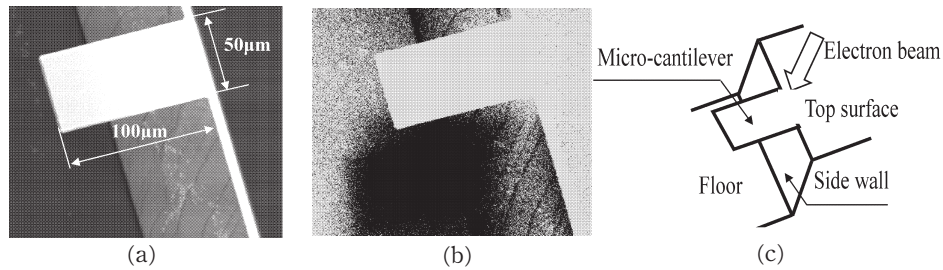 50μm
100μm
Micro-cantilever
Electron beam
Top surface
Floor
Side wall
(a)
(b)
(c)